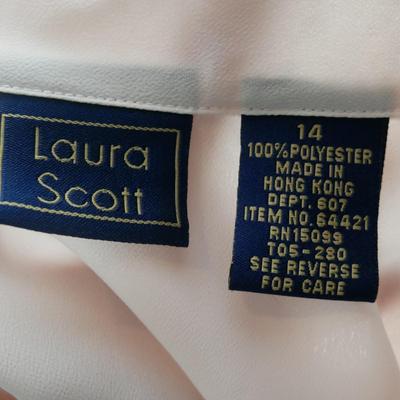 Laura
Scott
14
100% POLYESTER
MADE IN
HONG KONG
DEPT. 607
ITEM NO. 64421
RN15099
T05-280
SEE REVERSE
FOR CARE